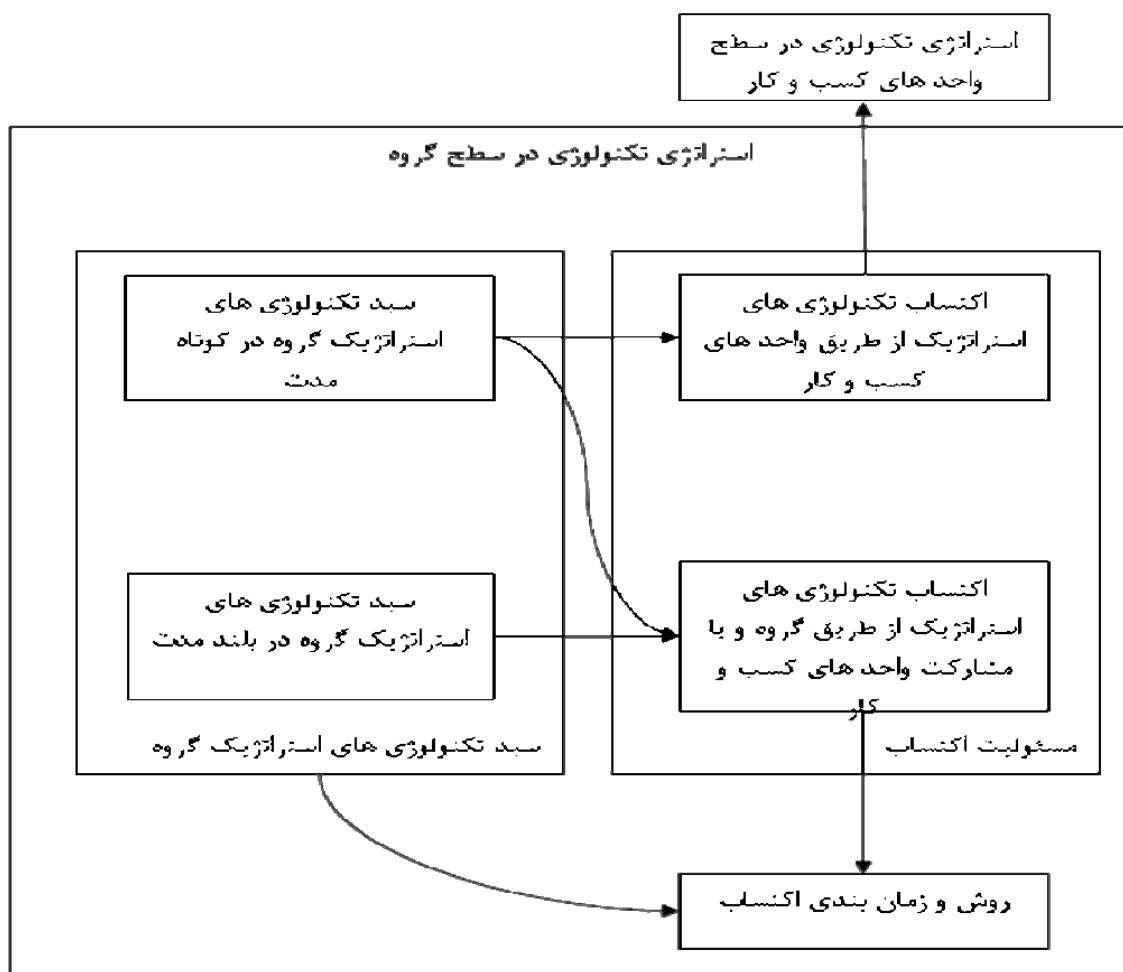 استراتژی تکنولوژی در سطح
واحد های کسب و کار
استراتژی تکنولوژی در سطح گروه
اکتساب تکنولوژی های
استراتژیک از طریق واحد های
کسب و کار
سبد تکنولوژی های
استراتژیک گروه در کوتاه
مدت
اکتساب تکنولوژی های
استراتژیک از طریق گروه و با
مشارکت واحد های کسب و
کار
سبد تکنولوژی های
استراتژیک گروه در بلند مدت
مسئولیت اکتساب
سبد تکنولوژی های استراتژیک گروه
روش و زمان بندی اکتساب